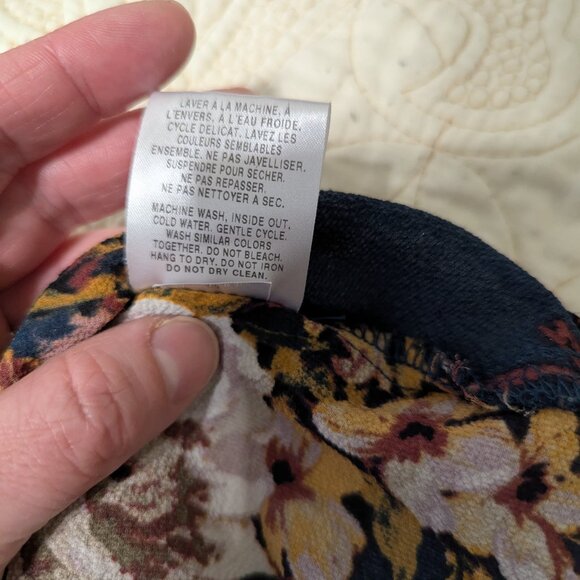 LAVER À LA MACHINE, À
L'ENVERS, À L'EAU FROIDE,
CYCLE DELICAT. LAVEZ LES
COULEURS SEMBLABLES
ENSEMBLE. NE PAS JAVELLISER.
SUSPENDRE POUR SECHER.
NE PAS REPASSER.
NE PAS NETTOYER A SEC.
MACHINE WASH, INSIDE OUT.
COLD WATER. GENTLE CYCLE.
WASH SIMILAR COLORS
TOGETHER. DO NOT BLEACH.
HANG TO DRY. DO NOT IRON
DO NOT DRY CLEAN.